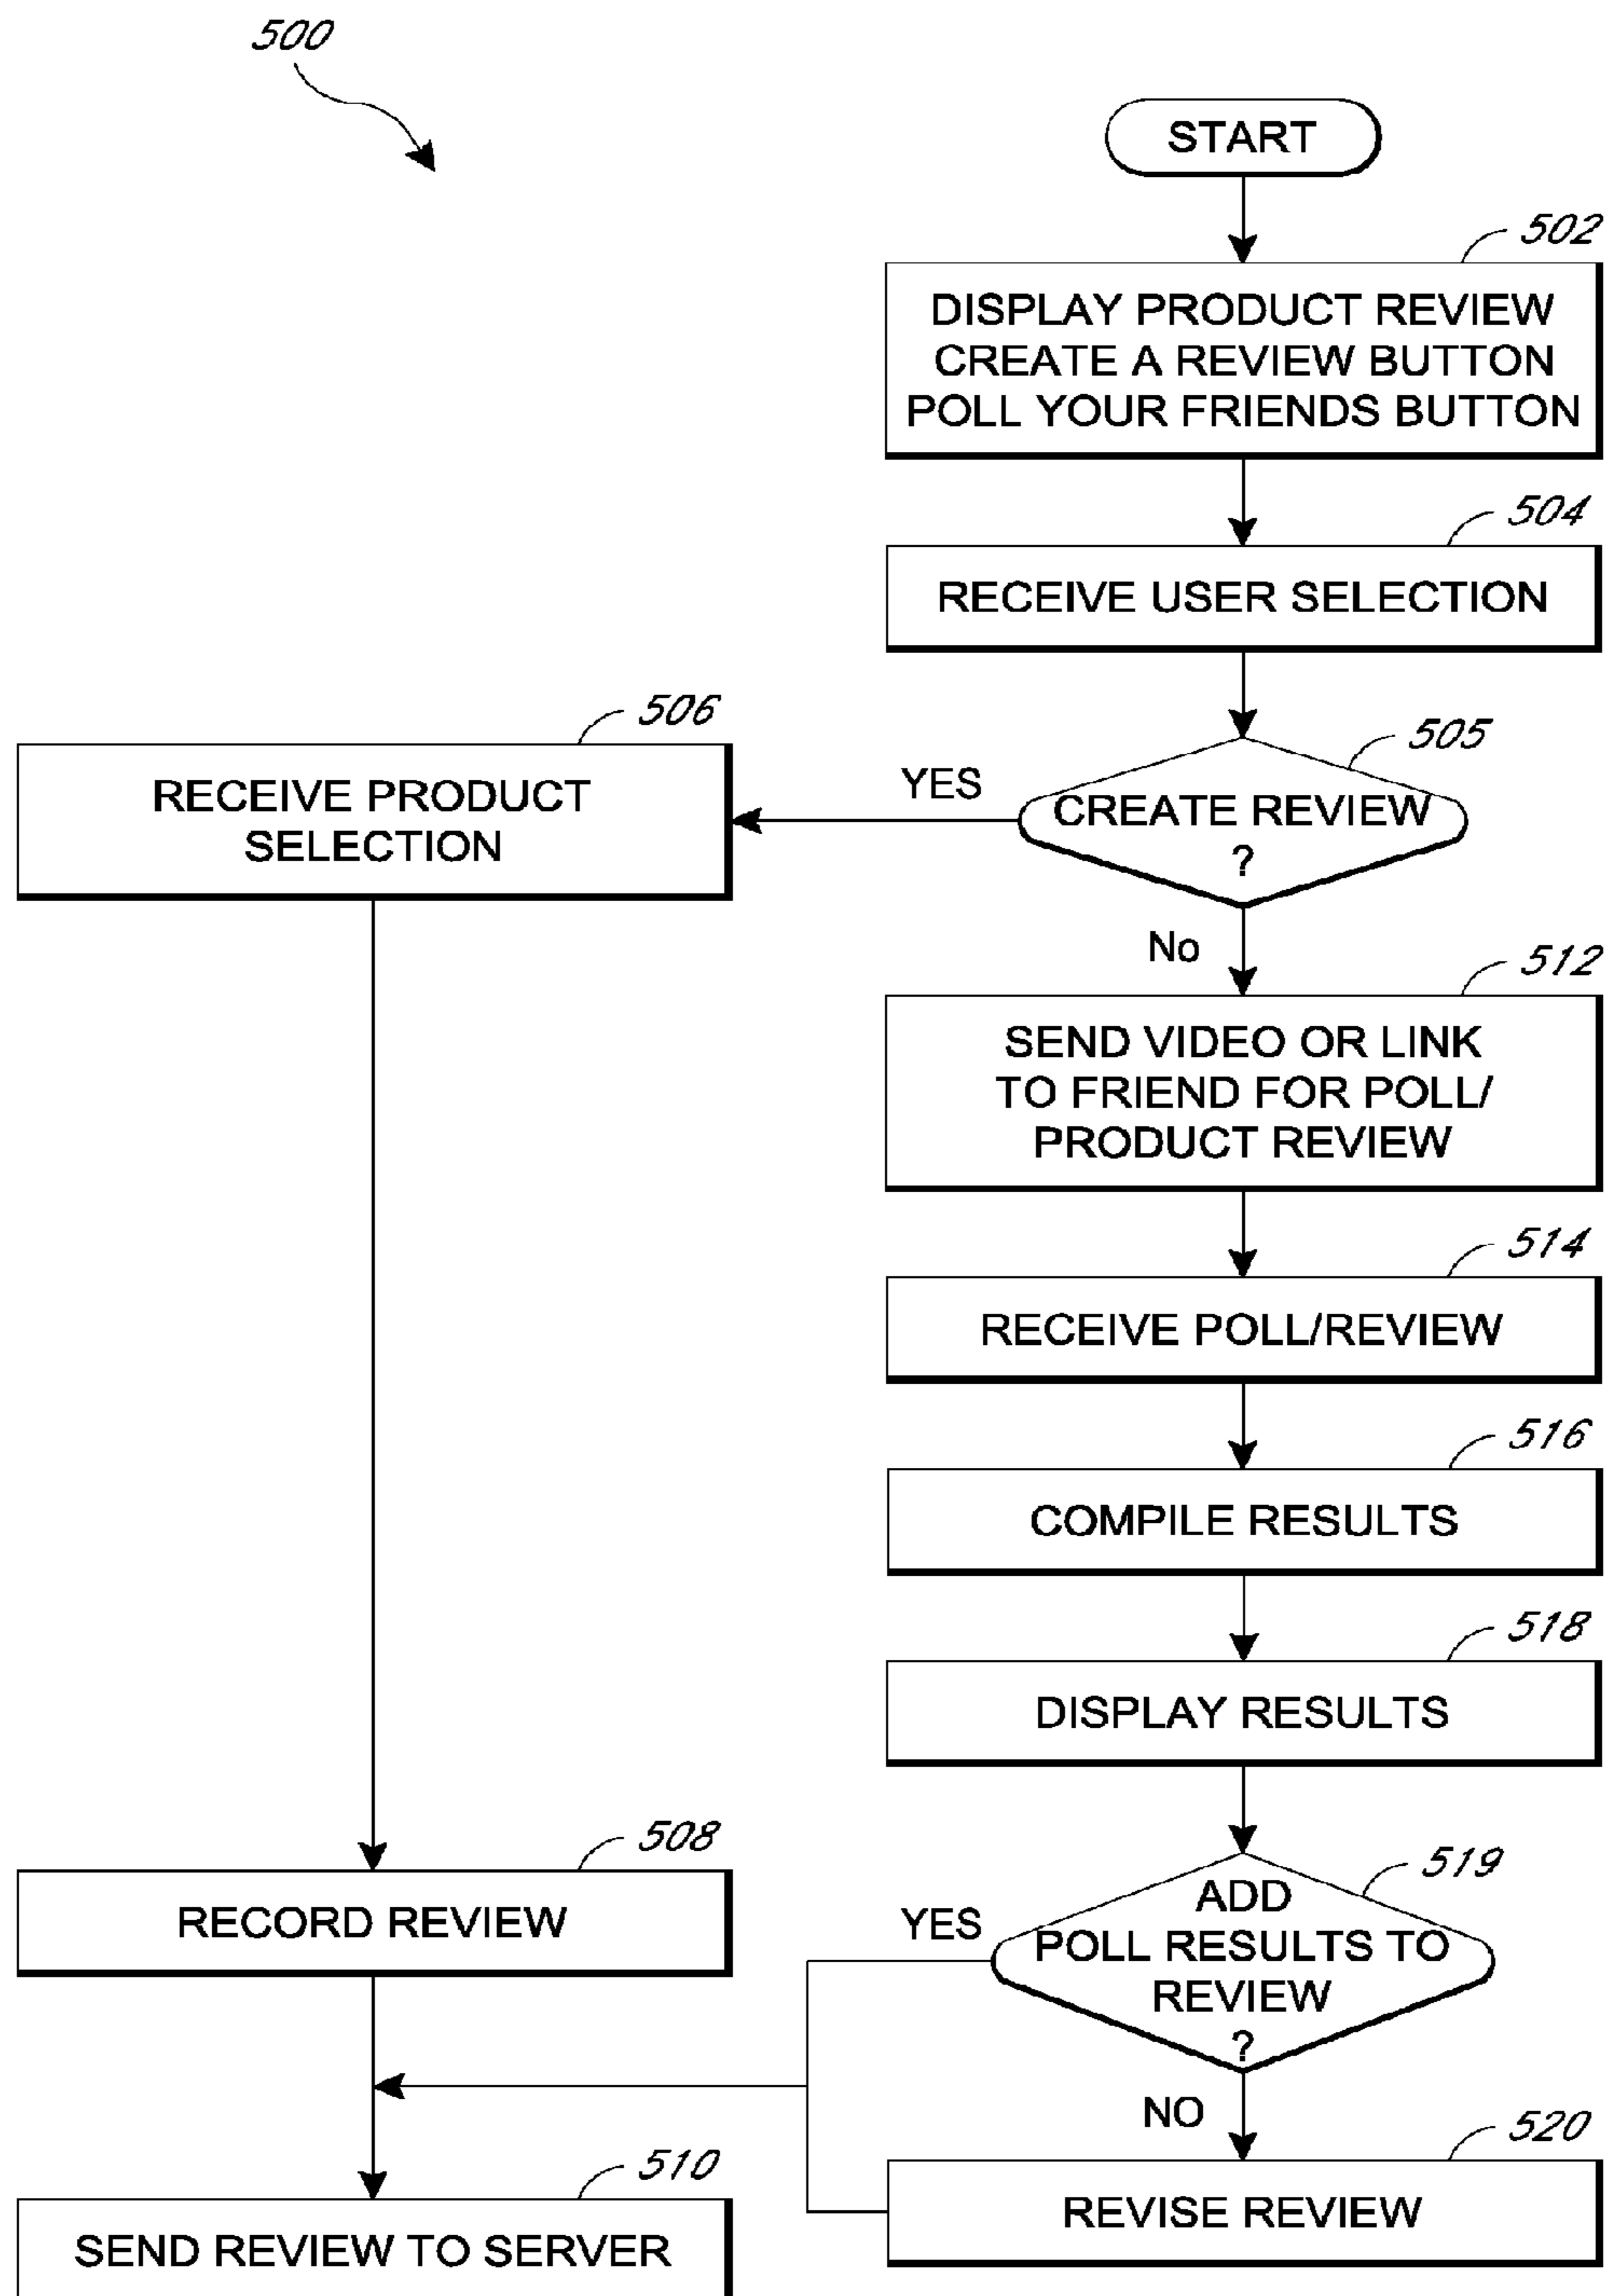 500
START
502
DISPLAY PRODUCT REVIEW
CREATE A REVIEW BUTTON
POLL YOUR FRIENDS BUTTON
504
RECEIVE USER SELECTION
506
RECEIVE PRODUCT
SELECTION
505
YES
CREATE REVIEW
?
No
512
SEND VIDEO OR LINK
TO FRIEND FOR POLL/
PRODUCT REVIEW
514
RECEIVE POLL/REVIEW
516
COMPILE RESULTS
518
DISPLAY RESULTS
508
RECORD REVIEW
519
YES
ADD
POLL RESULTS TO
REVIEW
?
NO
520
REVISE REVIEW
510
SEND REVIEW TO SERVER